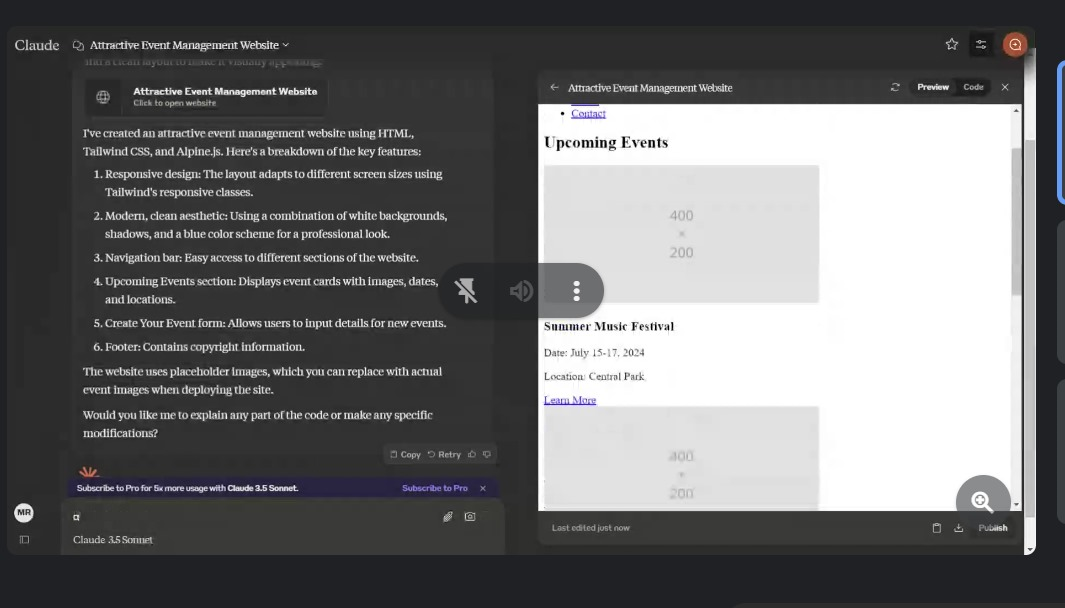 Claude
Attractive Event Management Website
and a clean layout to make it visually appealing.
Attractive Event Management Website
Click to open website
I've created an attractive event management website using HTML,
Tailwind CSS, and Alpine.js. Here's a breakdown of the key features:
1. Responsive design: The layout adapts to different screen sizes using
Tailwind's responsive classes.
2. Modern, clean aesthetic: Using a combination of white backgrounds,
shadows, and a blue color scheme for a professional look.
3. Navigation bar: Easy access to different sections of the website.
4. Upcoming Events section: Displays event cards with images, dates,
and locations.
5. Create Your Event form: Allows users to input details for new events.
6. Footer: Contains copyright information.
The website uses placeholder images, which you can replace with actual
event images when deploying the site.
Would you like me to explain any part of the code or make any specific
modifications?
Copy Retry
Subscribe to Pro for 5x more usage with Claude 3.5 Sonnet. Subscribe to Pro
MR
Claude 3.5 Sonnet
Attractive Event Management Website
Preview Code
Contact
Upcoming Events
400
×
200
Summer Music Festival
Date: July 15-17, 2024
Location: Central Park
Learn More
400
×
200
Last edited just now
Publish